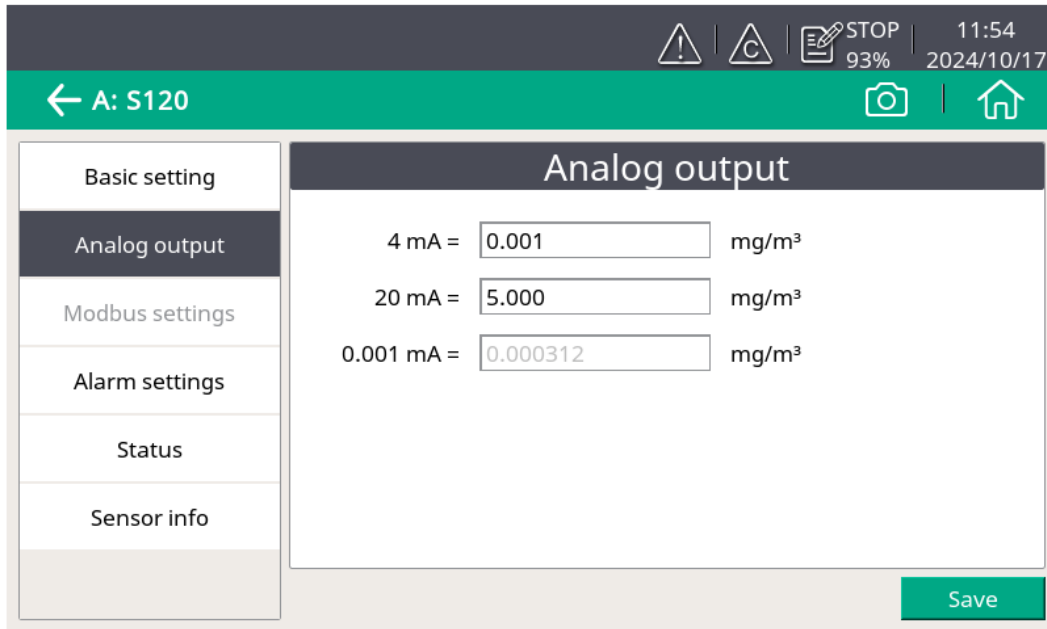 STOP 11:54
93% 2024/10/17
C
A: S120
Basic setting
Analog output
Modbus settings
Alarm settings
Status
Sensor info
Analog output
4 mA = 0.001 mg/m³
20 mA = 5.000 mg/m³
0.001 mA = 0.000312 mg/m³
Save